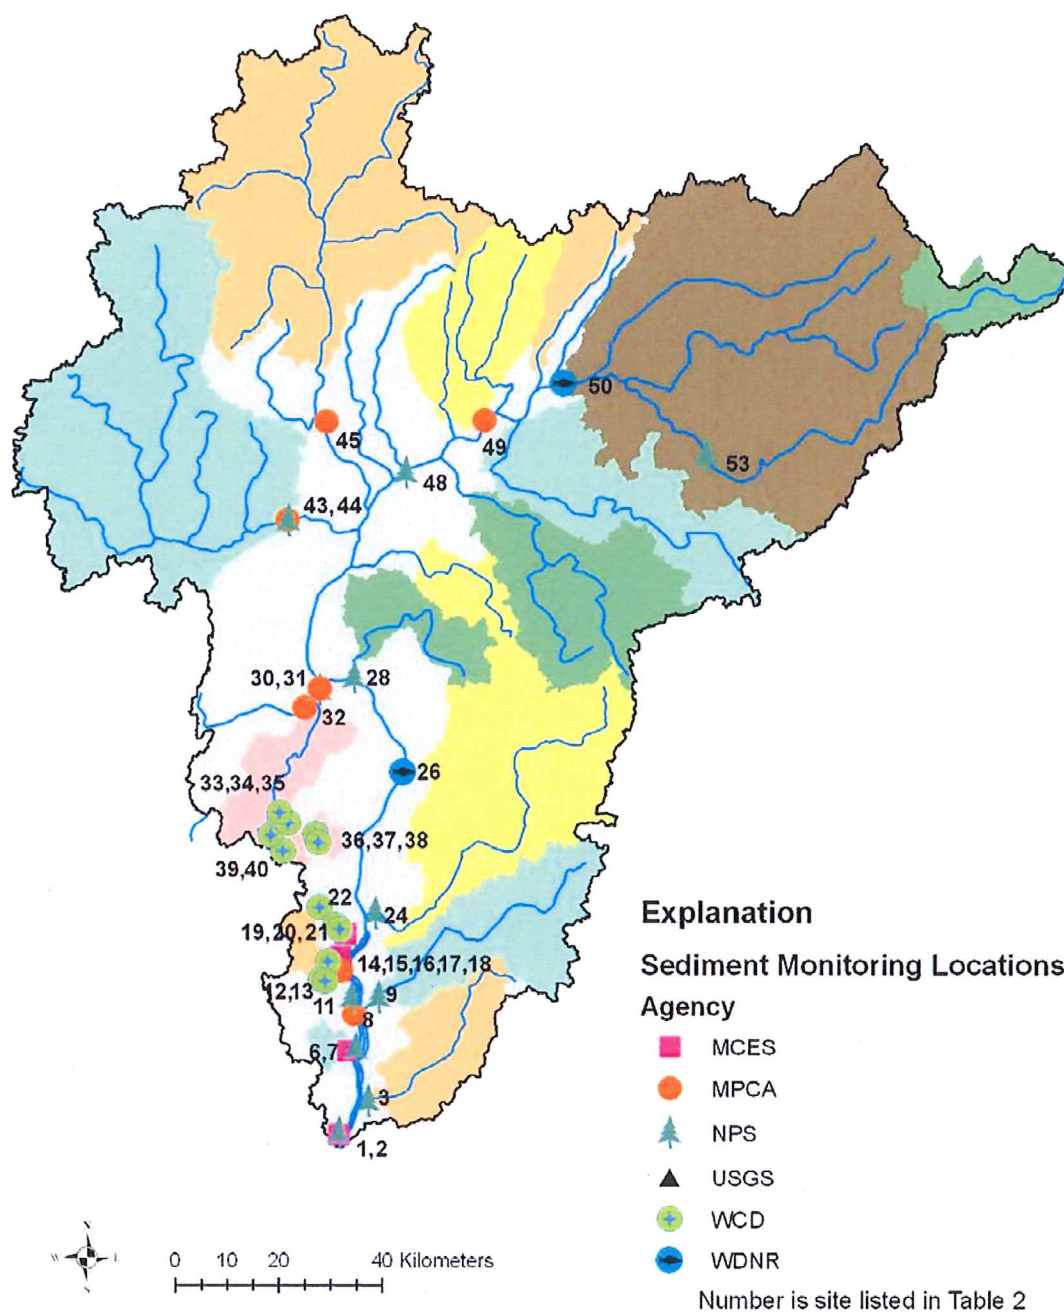 50
45
49
53
48
43, 44
30,31
28
32
26
33,34,35
36,37,38
39,40
22
24
19,20,21
14,15,16,17,18
12,13
11
9
8
6,7
3
1,2
Explanation
Sediment Monitoring Locations
Agency
MCES
MPCA
NPS
USGS
WCD
WDNR
Number is site listed in Table 2
N
W
S
0 10 20 40 Kilometers